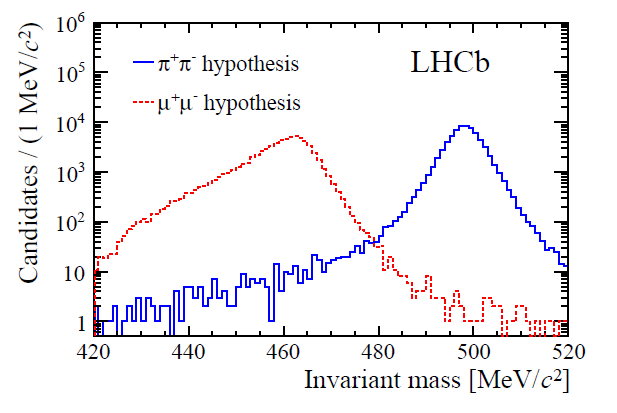 10⁶
10⁵
10⁴
10³
10²
10
1
Candidates / (1 MeV/c²)
π⁺π⁻ hypothesis
μ⁺μ⁻ hypothesis
LHCb
420 440 460 480 500 520
Invariant mass [MeV/c²]